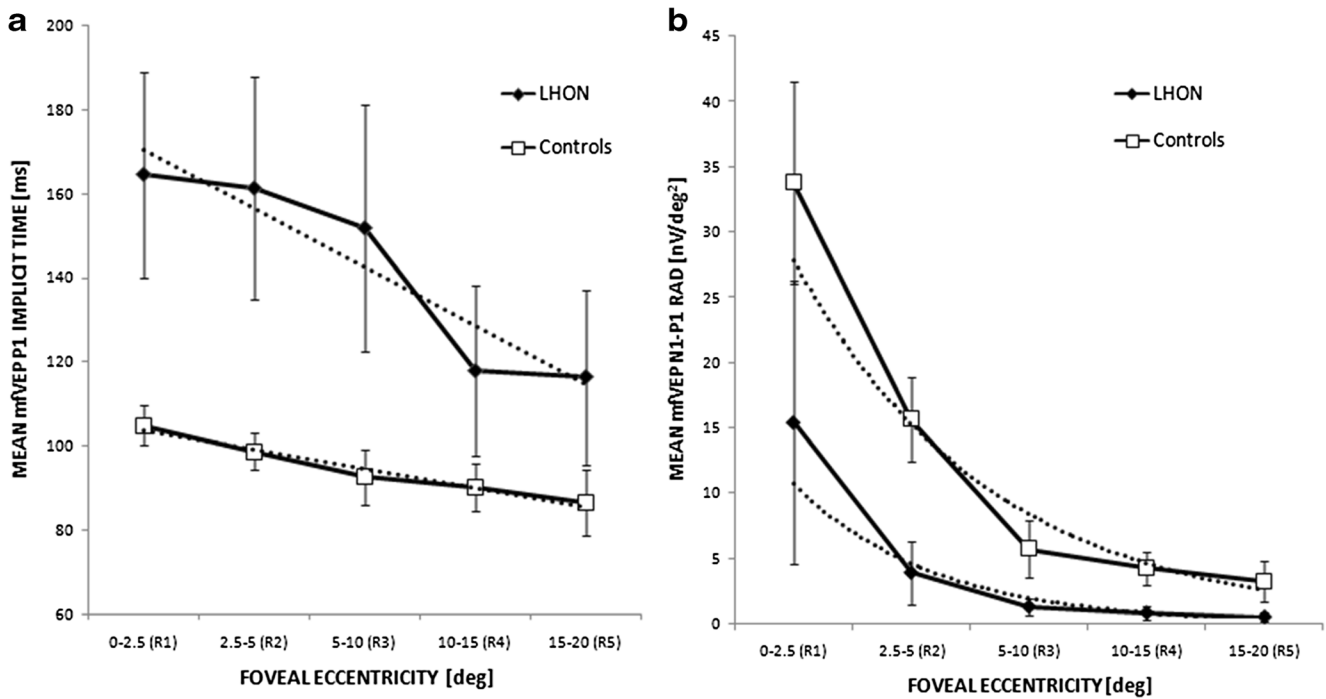 a
200
180
160
140
120
100
80
60
MEAN mfVEP P1 IMPLICIT TIME [ms]
LHON
Controls
0-2.5 (R1) 2.5-5 (R2) 5-10 (R3) 10-15 (R4) 15-20 (R5)
FOVEAL ECCENTRICITY [deg]
b
45
40
35
30
25
20
15
10
5
0
MEAN mfVEP N1-P1 RAD [nV/deg²]
LHON
Controls
0-2.5 (R1) 2.5-5 (R2) 5-10 (R3) 10-15 (R4) 15-20 (R5)
FOVEAL ECCENTRICITY [deg]